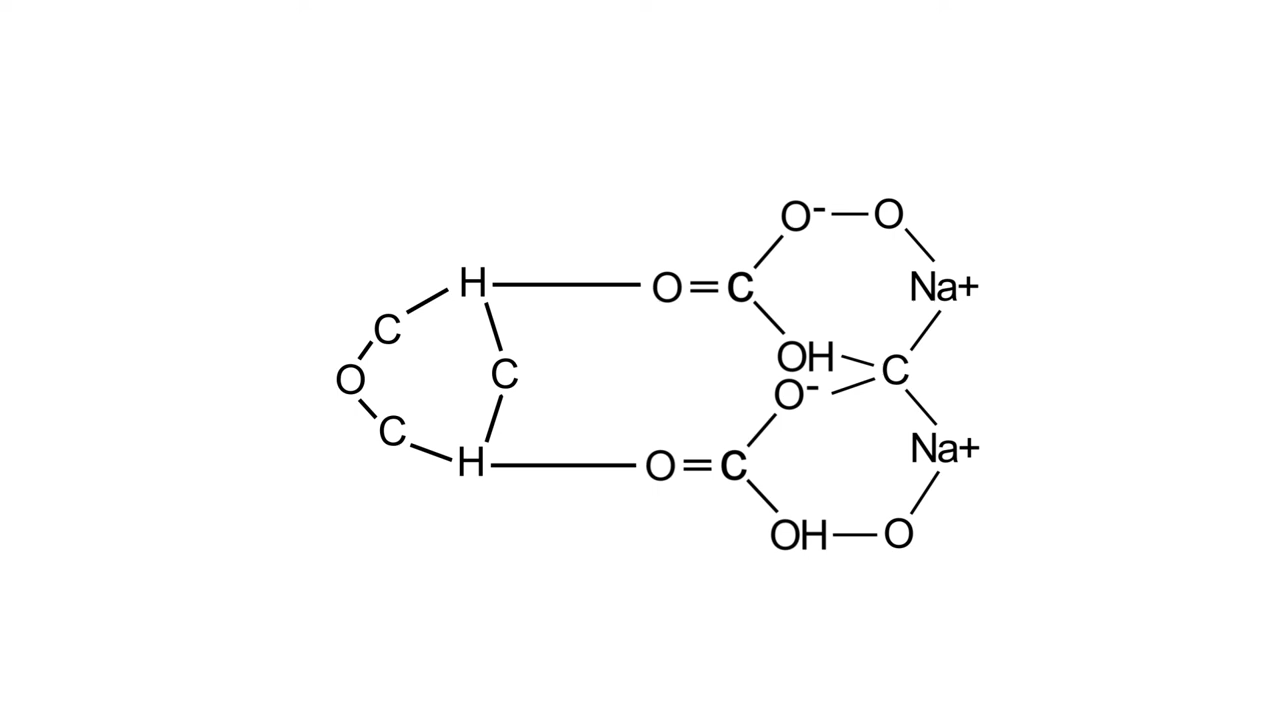 O- O
H O = C Na+
C OH C
O C O-
C Na+
H O = C
OH O